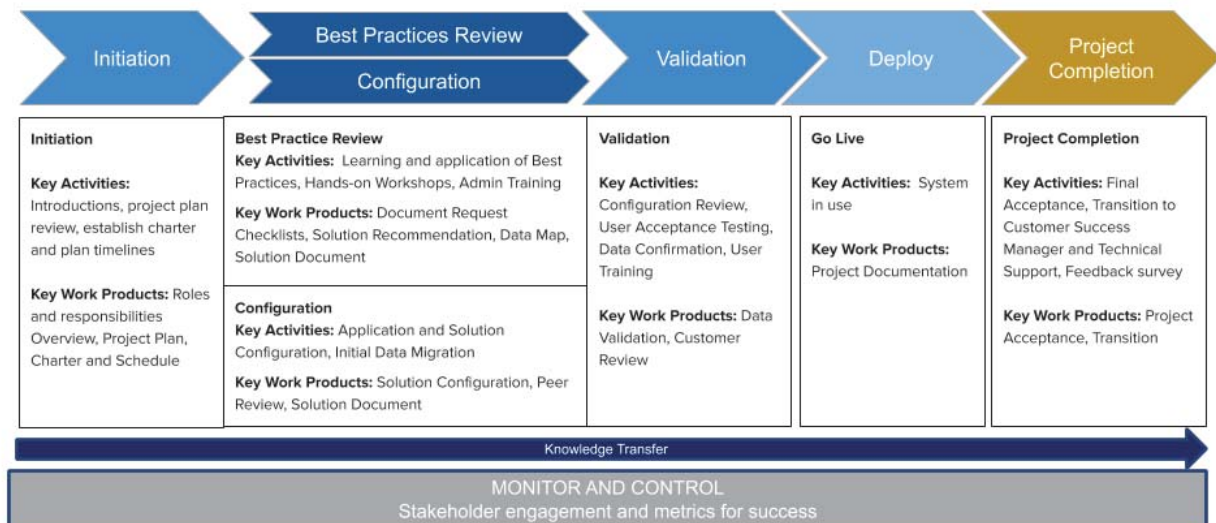 Initiation
Best Practices Review
Configuration
Validation
Deploy
Project
Completion
Initiation
Key Activities:
Introductions, project plan
review, establish charter
and plan timelines
Key Work Products: Roles
and responsibilities
Overview, Project Plan,
Charter and Schedule
Best Practice Review
Key Activities: Learning and application of Best
Practices, Hands-on Workshops, Admin Training
Key Work Products: Document Request
Checklists, Solution Recommendation, Data Map,
Solution Document
Configuration
Key Activities: Application and Solution
Configuration, Initial Data Migration
Key Work Products: Solution Configuration, Peer
Review, Solution Document
Validation
Key Activities:
Configuration Review,
User Acceptance Testing,
Data Confirmation, User
Training
Key Work Products: Data
Validation, Customer
Review
Go Live
Key Activities: System
in use
Key Work Products:
Project Documentation
Project Completion
Key Activities: Final
Acceptance, Transition to
Customer Success
Manager and Technical
Support, Feedback survey
Key Work Products: Project
Acceptance, Transition
Knowledge Transfer
MONITOR AND CONTROL
Stakeholder engagement and metrics for success